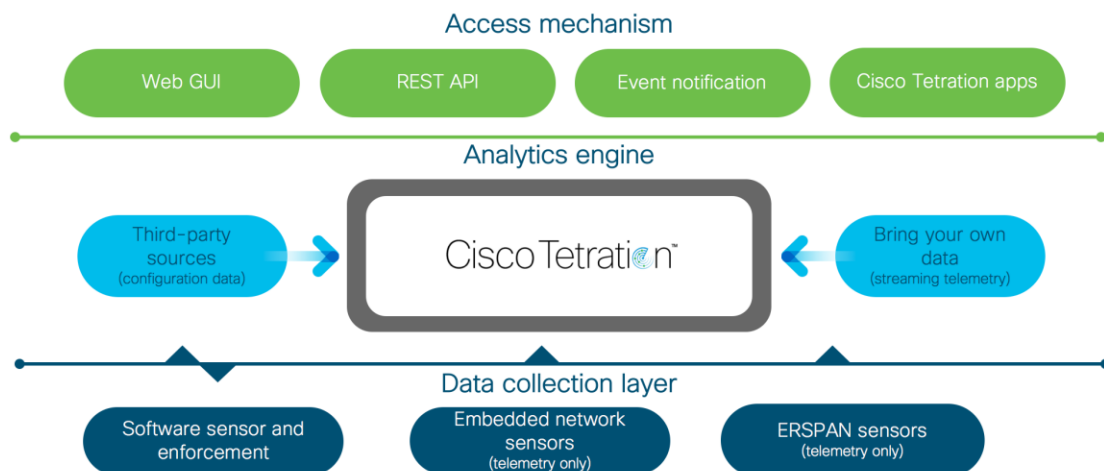 Access mechanism
Web GUI
REST API
Event notification
Cisco Tetration apps
Analytics engine
Third-party
sources
(configuration data)
Cisco Tetration™
Bring your own
data
(streaming telemetry)
Data collection layer
Software sensor and
enforcement
Embedded network
sensors
(telemetry only)
ERSPAN sensors
(telemetry only)